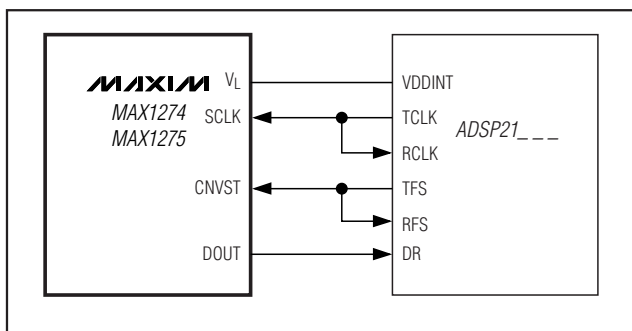 MAXIM
MAX1274
MAX1275
VL
SCLK
CNVST
DOUT
VDDINT
TCLK
RCLK
TFS
RFS
DR
ADSP21_ _ _